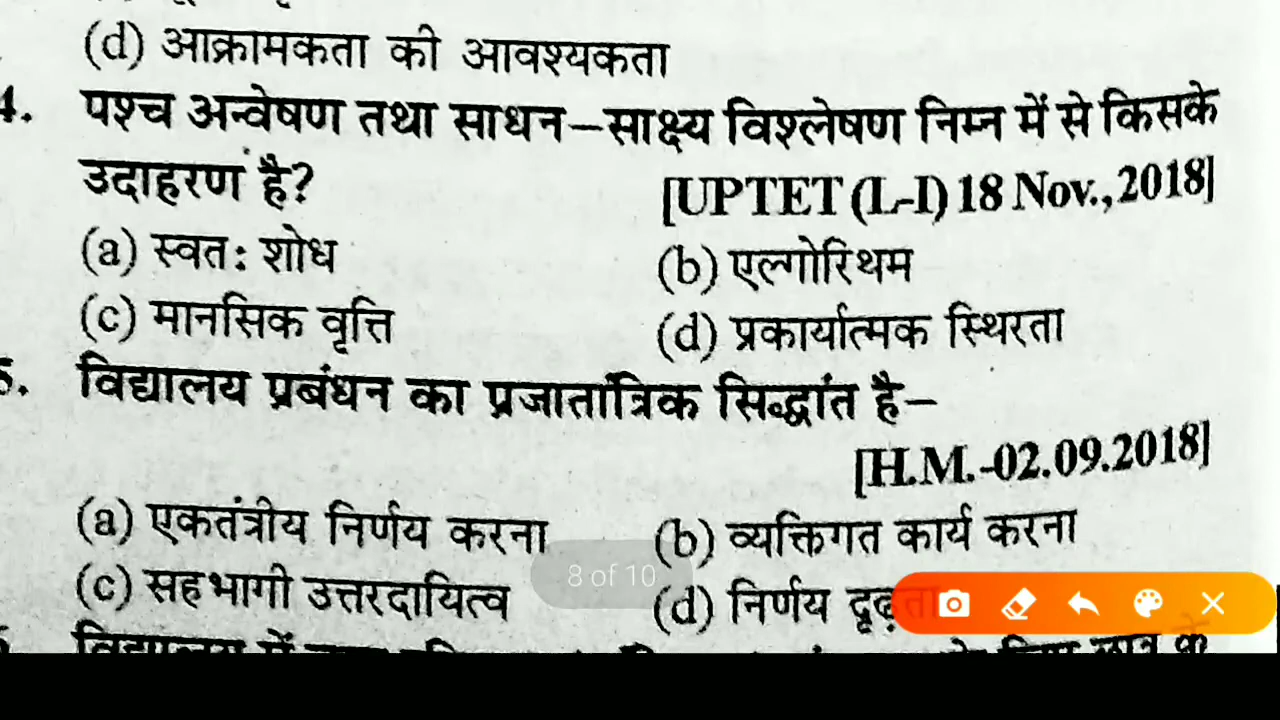 (d) आक्रामकता की आवश्यकता
4. पश्च अन्वेषण तथा साधन–साक्ष्य विश्लेषण निम्न में से किसके
उदाहरण है? [UPTET (L-I) 18 Nov., 2018]
(a) स्वतः शोध (b) एल्गोरिथम
(c) मानसिक वृत्ति (d) प्रकार्यात्मक स्थिरता
5. विद्यालय प्रबंधन का प्रजातांत्रिक सिद्धांत है–
[H.M.-02.09.2018]
(a) एकतंत्रीय निर्णय करना (b) व्यक्तिगत कार्य करना
8 of 10
(c) सहभागी उत्तरदायित्व (d) निर्णय दृढ़ता